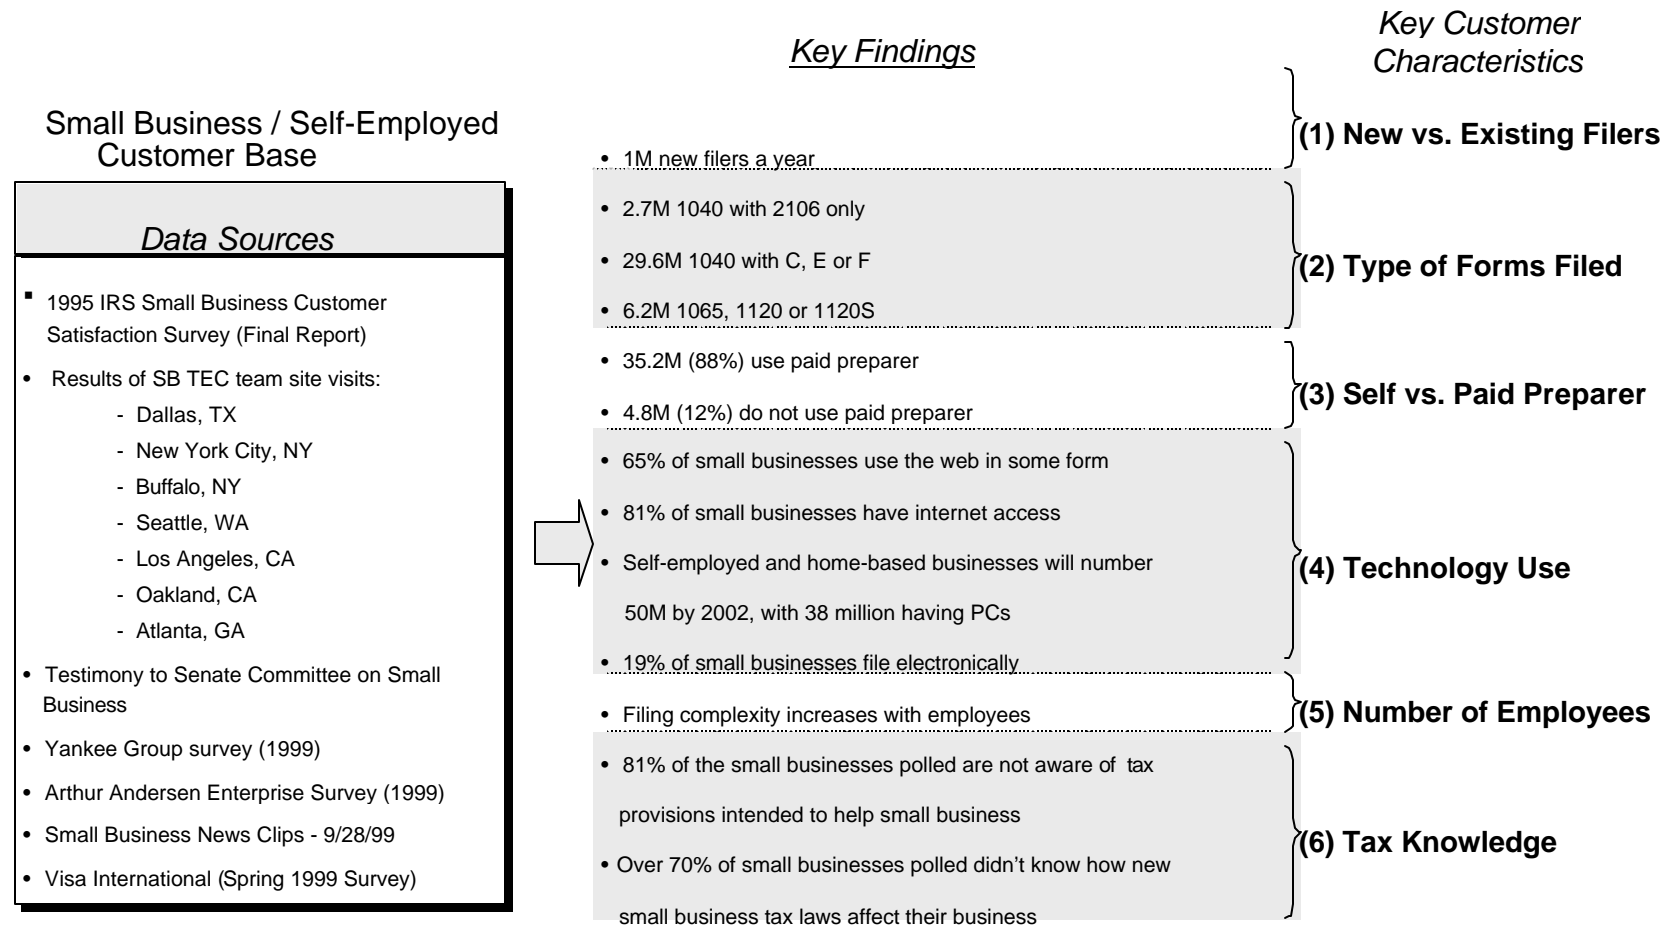 Small Business / Self-Employed
Customer Base
Data Sources
▪ 1995 IRS Small Business Customer
Satisfaction Survey (Final Report)
• Results of SB TEC team site visits:
- Dallas, TX
- New York City, NY
- Buffalo, NY
- Seattle, WA
- Los Angeles, CA
- Oakland, CA
- Atlanta, GA
• Testimony to Senate Committee on Small
Business
• Yankee Group survey (1999)
• Arthur Andersen Enterprise Survey (1999)
• Small Business News Clips - 9/28/99
• Visa International (Spring 1999 Survey)
Key Findings
• 1M new filers a year
• 2.7M 1040 with 2106 only
• 29.6M 1040 with C, E or F
• 6.2M 1065, 1120 or 1120S
• 35.2M (88%) use paid preparer
• 4.8M (12%) do not use paid preparer
• 65% of small businesses use the web in some form
• 81% of small businesses have internet access
• Self-employed and home-based businesses will number
50M by 2002, with 38 million having PCs
• 19% of small businesses file electronically
• Filing complexity increases with employees
• 81% of the small businesses polled are not aware of tax
provisions intended to help small business
• Over 70% of small businesses polled didn't know how new
small business tax laws affect their business
Key Customer
Characteristics
(1) New vs. Existing Filers
(2) Type of Forms Filed
(3) Self vs. Paid Preparer
(4) Technology Use
(5) Number of Employees
(6) Tax Knowledge